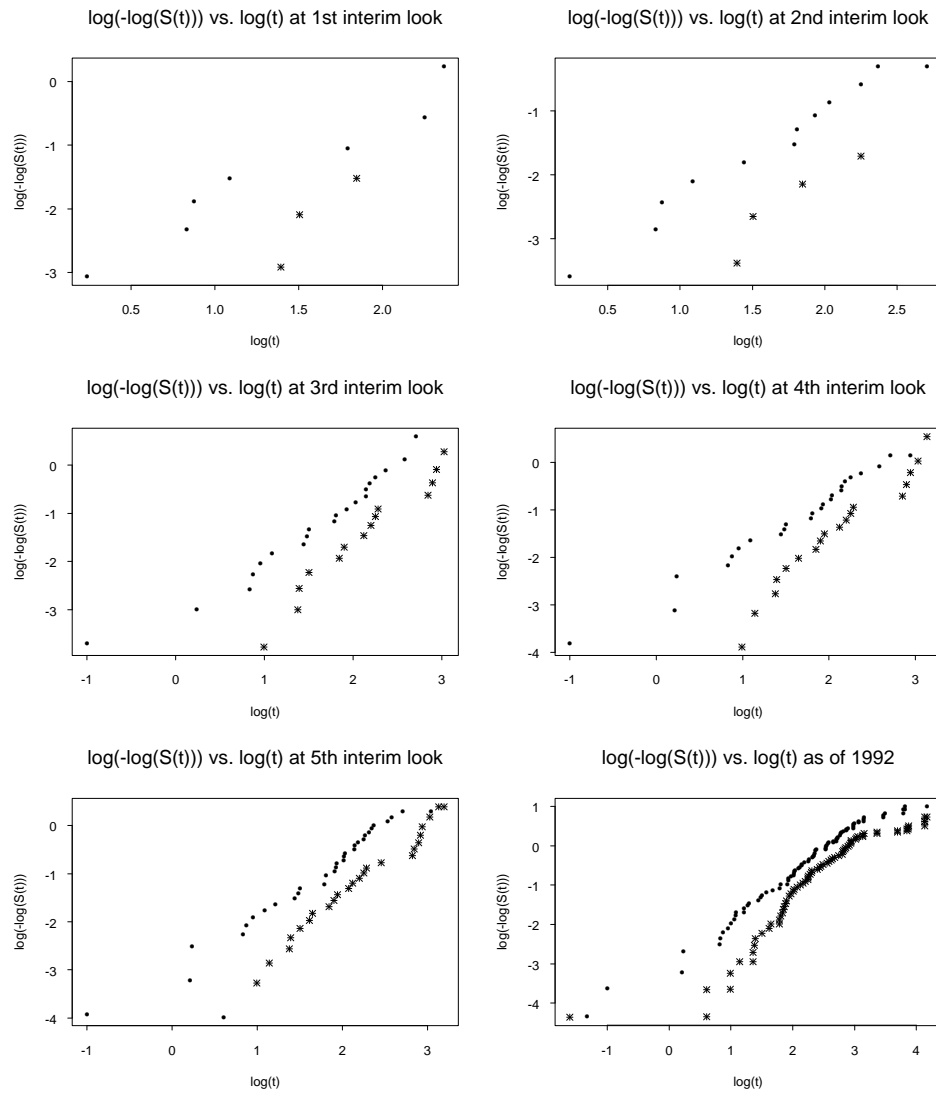 log(-log(S(t))) vs. log(t) at 1st interim look
log(-log(S(t)))
0
-1
-2
-3
0.5 1.0 1.5 2.0
log(t)
log(-log(S(t))) vs. log(t) at 2nd interim look
log(-log(S(t)))
-1
-2
-3
0.5 1.0 1.5 2.0 2.5
log(t)
log(-log(S(t))) vs. log(t) at 3rd interim look
log(-log(S(t)))
0
-1
-2
-3
-1 0 1 2 3
log(t)
log(-log(S(t))) vs. log(t) at 4th interim look
log(-log(S(t)))
0
-1
-2
-3
-4
-1 0 1 2 3
log(t)
log(-log(S(t))) vs. log(t) at 5th interim look
log(-log(S(t)))
0
-1
-2
-3
-4
-1 0 1 2 3
log(t)
log(-log(S(t))) vs. log(t) as of 1992
log(-log(S(t)))
1
0
-1
-2
-3
-4
-1 0 1 2 3 4
log(t)